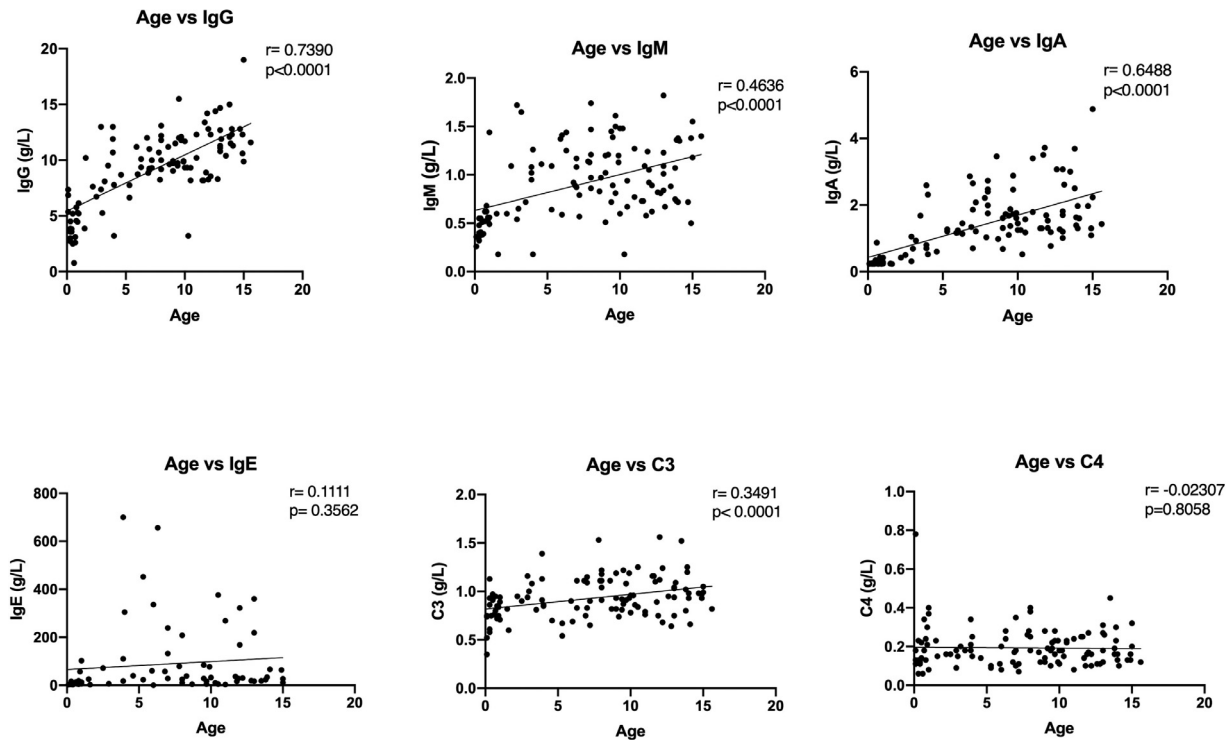 Age vs IgG
r= 0.7390
p<0.0001
20
15
10
5
0
IgG (g/L)
0 5 10 15 20
Age
Age vs IgM
r= 0.4636
p<0.0001
2.0
1.5
1.0
0.5
0.0
IgM (g/L)
0 5 10 15 20
Age
Age vs IgA
r= 0.6488
p<0.0001
6
4
2
0
IgA (g/L)
0 5 10 15 20
Age
Age vs IgE
r= 0.1111
p= 0.3562
800
600
400
200
0
IgE (g/L)
0 5 10 15 20
Age
Age vs C3
r= 0.3491
p< 0.0001
2.0
1.5
1.0
0.5
0.0
C3 (g/L)
0 5 10 15 20
Age
Age vs C4
r= -0.02307
p=0.8058
1.0
0.8
0.6
0.4
0.2
0.0
C4 (g/L)
0 5 10 15 20
Age